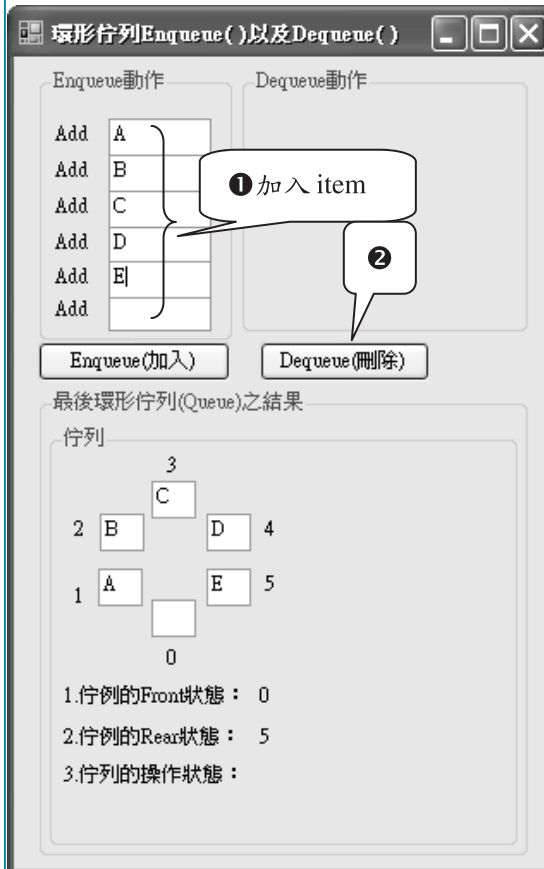 環形佇列Enqueue( )以及Dequeue( )
Enqueue動作
Dequeue動作
Add A
Add B
Add C
Add D
Add E
Add
❶加入 item
❷
Enqueue(加入)
Dequeue(刪除)
最後環形佇列(Queue)之結果
佇列
3
C
2 B D 4
1 A E 5
0
1.佇例的Front狀態： 0
2.佇例的Rear狀態： 5
3.佇列的操作狀態：